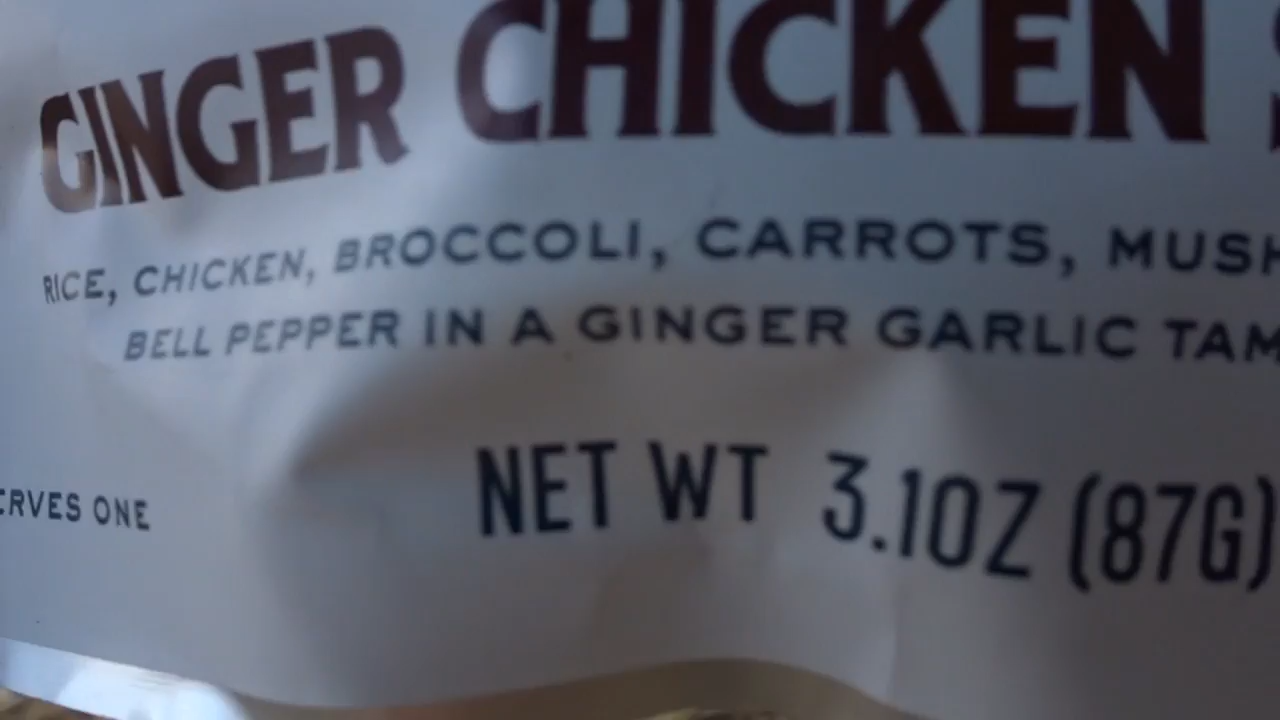 GINGER CHICKEN
RICE, CHICKEN, BROCCOLI, CARROTS, MUSH
BELL PEPPER IN A GINGER GARLIC TAM
ERVES ONE
NET WT 3.1OZ (87G)